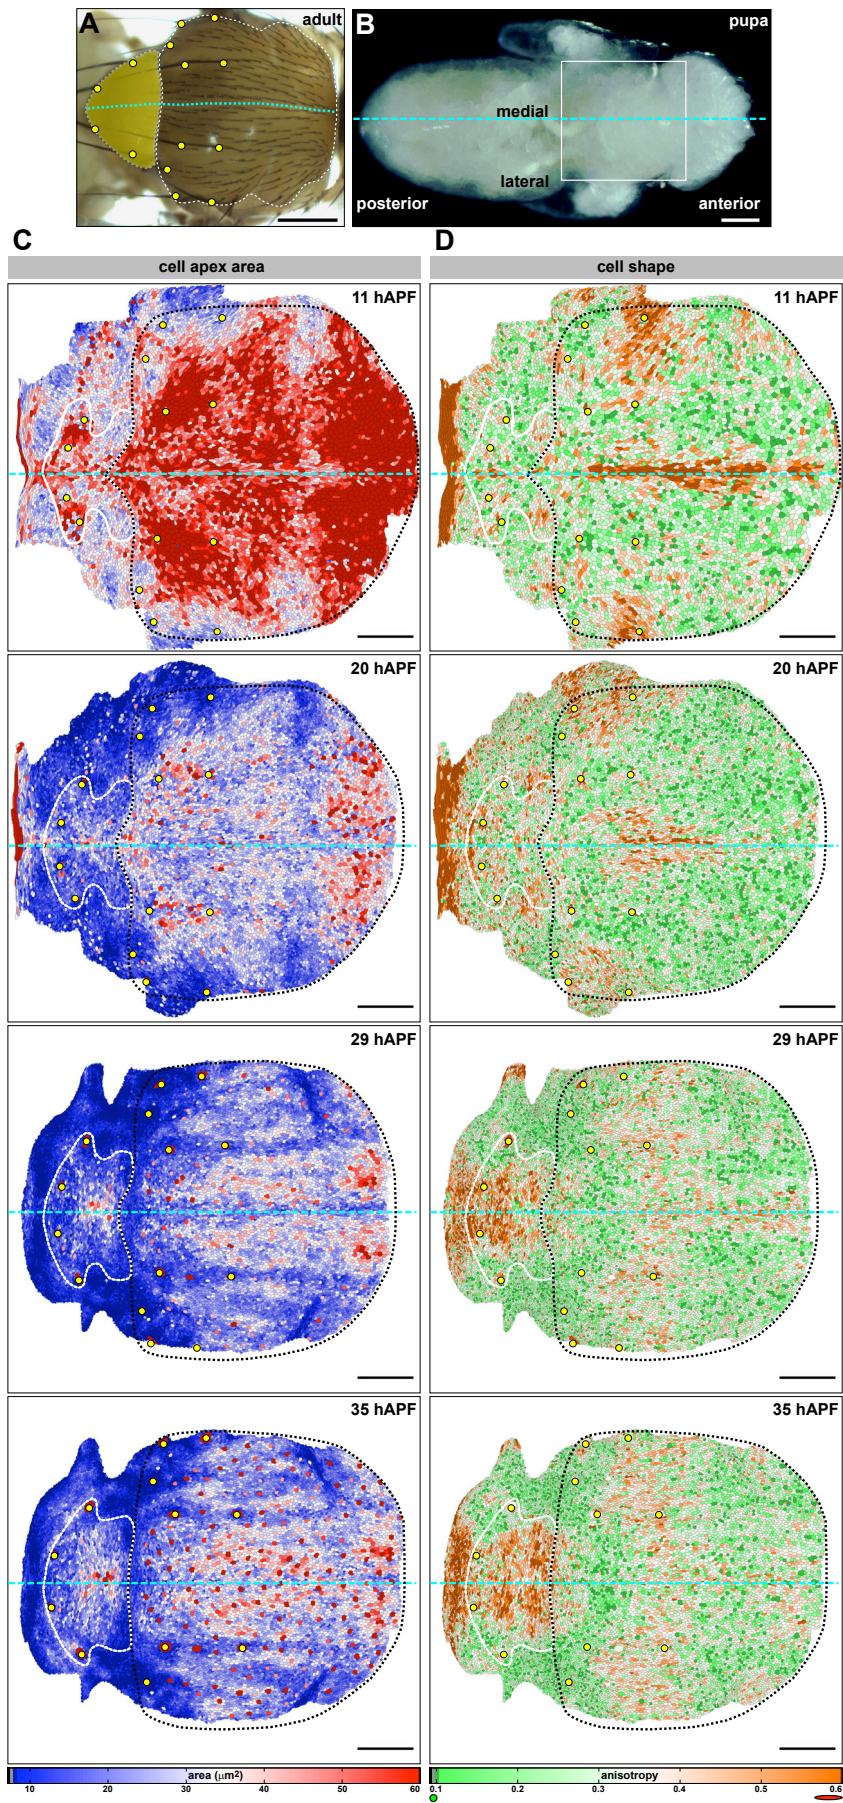 A
adult
B
pupa
medial
lateral
posterior
anterior
C
D
cell apex area
cell shape
11 hAPF
11 hAPF
20 hAPF
20 hAPF
29 hAPF
29 hAPF
35 hAPF
35 hAPF
area (μm²)
10 20 30 40 50 60
anisotropy
0.1 0.2 0.3 0.4 0.5 0.6